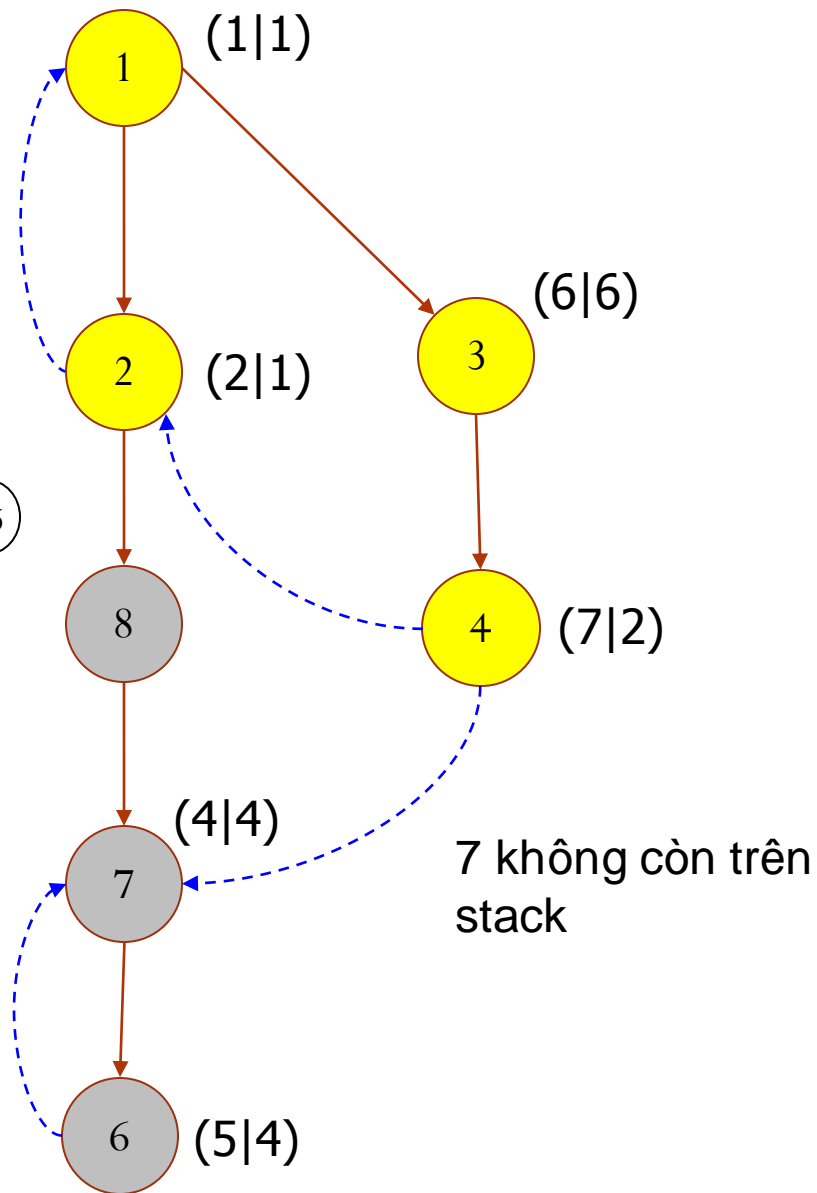 1 (1|1)
(6|6)
2 (2|1) 3
8 4 (7|2)
(4|4)
7 7 không còn trên
stack
6 (5|4)